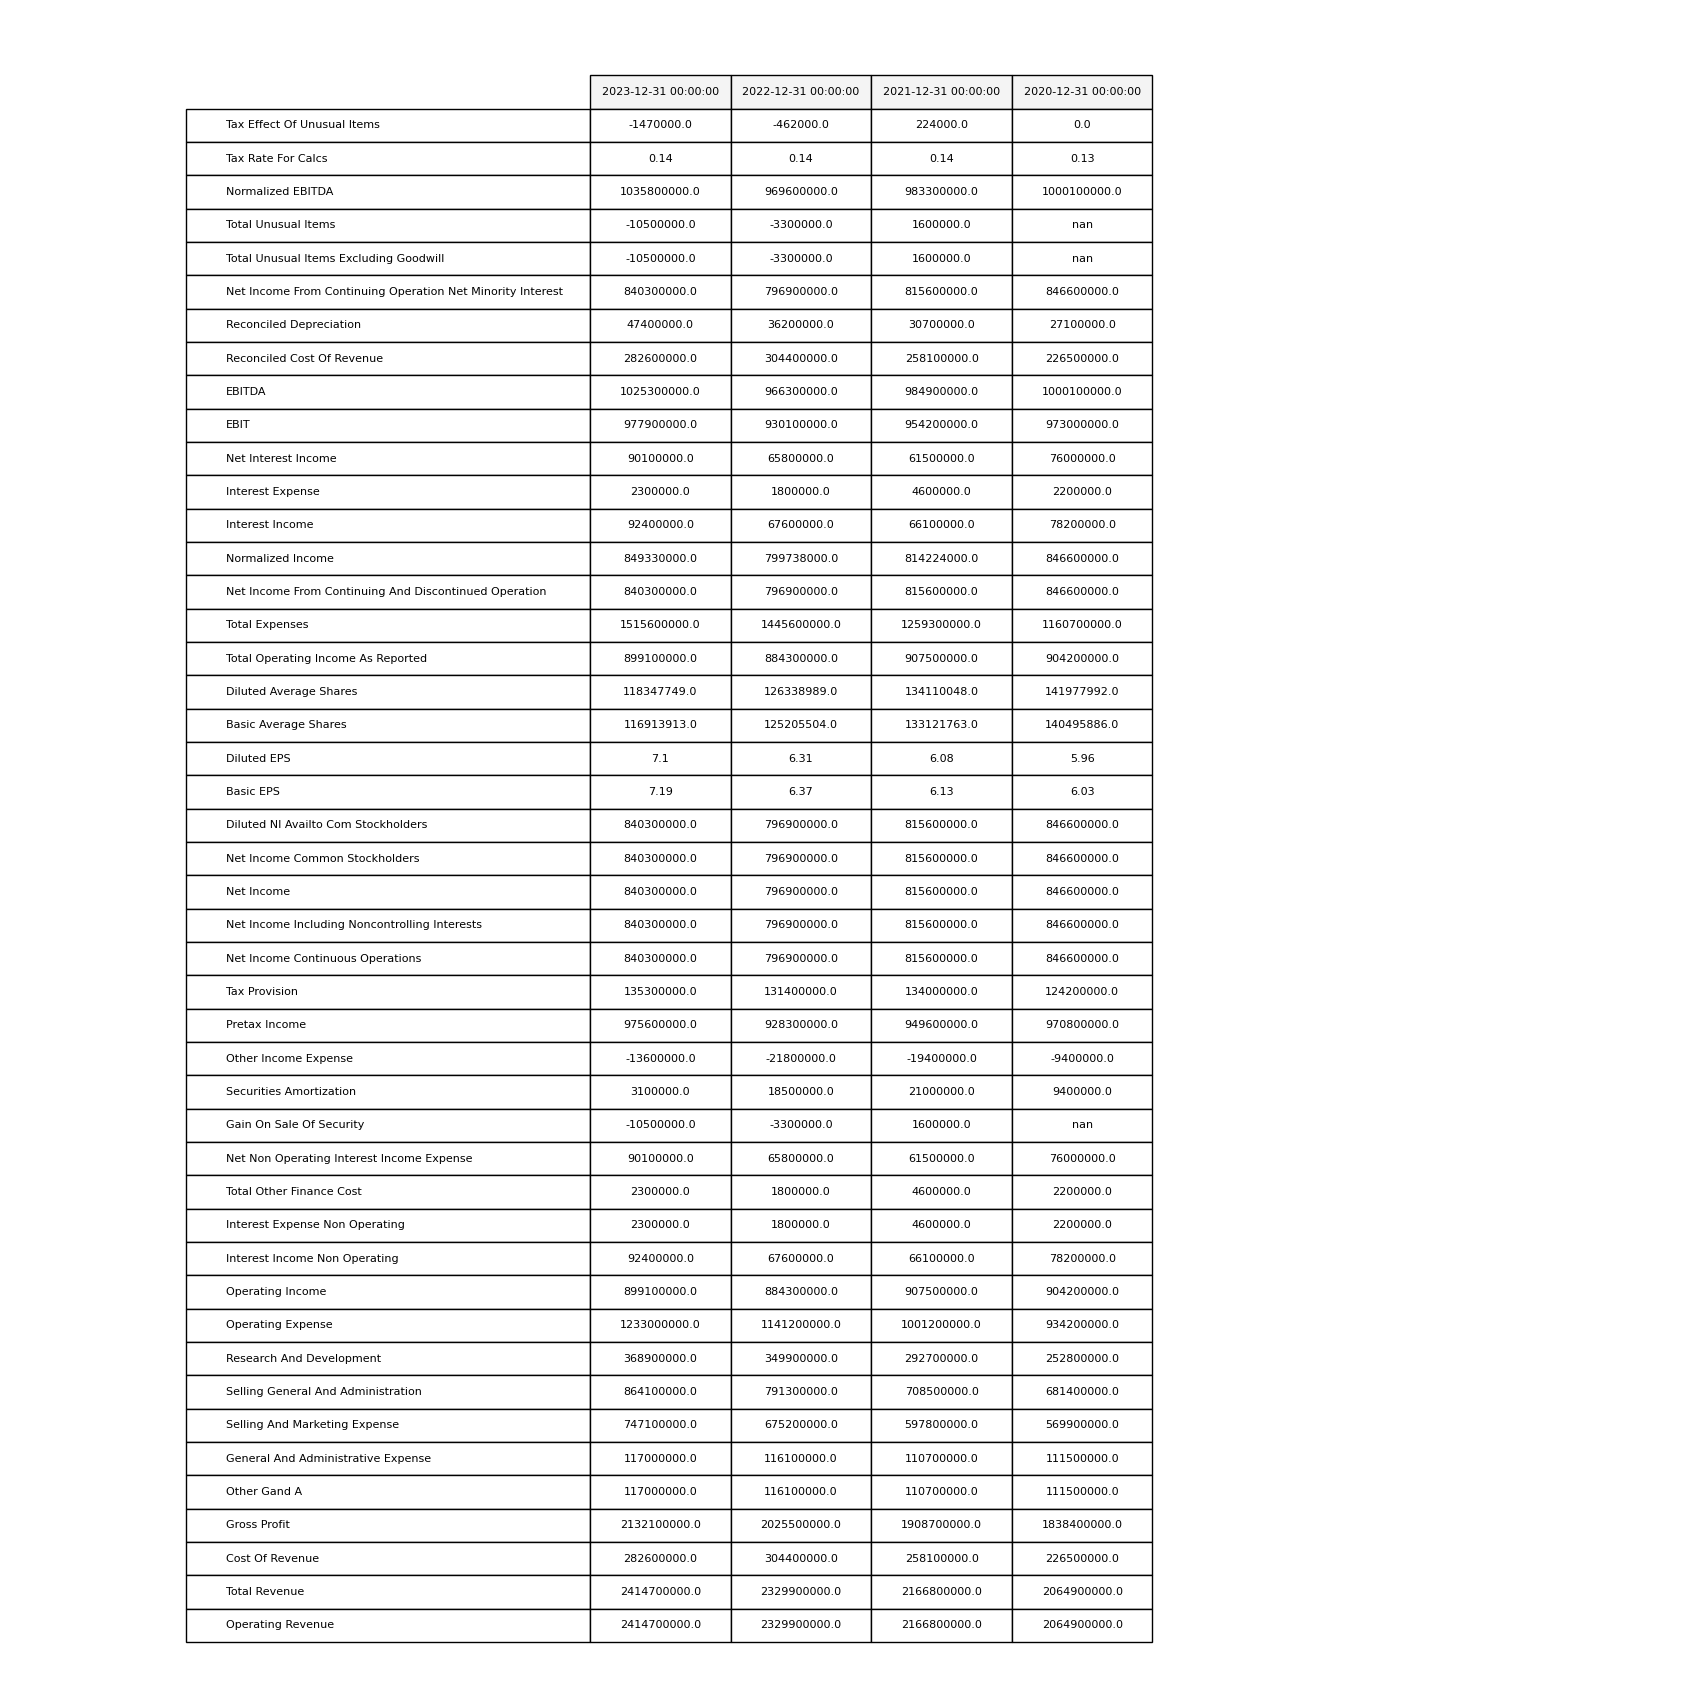 2023-12-31 00:00:00 2022-12-31 00:00:00 2021-12-31 00:00:00 2020-12-31 00:00:00
Tax Effect Of Unusual Items -1470000.0 -462000.0 224000.0 0.0
Tax Rate For Calcs 0.14 0.14 0.14 0.13
Normalized EBITDA 1035800000.0 969600000.0 983300000.0 1000100000.0
Total Unusual Items -10500000.0 -3300000.0 1600000.0 nan
Total Unusual Items Excluding Goodwill -10500000.0 -3300000.0 1600000.0 nan
Net Income From Continuing Operation Net Minority Interest 840300000.0 796900000.0 815600000.0 846600000.0
Reconciled Depreciation 47400000.0 36200000.0 30700000.0 27100000.0
Reconciled Cost Of Revenue 282600000.0 304400000.0 258100000.0 226500000.0
EBITDA 1025300000.0 966300000.0 984900000.0 1000100000.0
EBIT 977900000.0 930100000.0 954200000.0 973000000.0
Net Interest Income 90100000.0 65800000.0 61500000.0 76000000.0
Interest Expense 2300000.0 1800000.0 4600000.0 2200000.0
Interest Income 92400000.0 67600000.0 66100000.0 78200000.0
Normalized Income 849330000.0 799738000.0 814224000.0 846600000.0
Net Income From Continuing And Discontinued Operation 840300000.0 796900000.0 815600000.0 846600000.0
Total Expenses 1515600000.0 1445600000.0 1259300000.0 1160700000.0
Total Operating Income As Reported 899100000.0 884300000.0 907500000.0 904200000.0
Diluted Average Shares 118347749.0 126338989.0 134110048.0 141977992.0
Basic Average Shares 116913913.0 125205504.0 133121763.0 140495886.0
Diluted EPS 7.1 6.31 6.08 5.96
Basic EPS 7.19 6.37 6.13 6.03
Diluted NI Availto Com Stockholders 840300000.0 796900000.0 815600000.0 846600000.0
Net Income Common Stockholders 840300000.0 796900000.0 815600000.0 846600000.0
Net Income 840300000.0 796900000.0 815600000.0 846600000.0
Net Income Including Noncontrolling Interests 840300000.0 796900000.0 815600000.0 846600000.0
Net Income Continuous Operations 840300000.0 796900000.0 815600000.0 846600000.0
Tax Provision 135300000.0 131400000.0 134000000.0 124200000.0
Pretax Income 975600000.0 928300000.0 949600000.0 970800000.0
Other Income Expense -13600000.0 -21800000.0 -19400000.0 -9400000.0
Securities Amortization 3100000.0 18500000.0 21000000.0 9400000.0
Gain On Sale Of Security -10500000.0 -3300000.0 1600000.0 nan
Net Non Operating Interest Income Expense 90100000.0 65800000.0 61500000.0 76000000.0
Total Other Finance Cost 2300000.0 1800000.0 4600000.0 2200000.0
Interest Expense Non Operating 2300000.0 1800000.0 4600000.0 2200000.0
Interest Income Non Operating 92400000.0 67600000.0 66100000.0 78200000.0
Operating Income 899100000.0 884300000.0 907500000.0 904200000.0
Operating Expense 1233000000.0 1141200000.0 1001200000.0 934200000.0
Research And Development 368900000.0 349900000.0 292700000.0 252800000.0
Selling General And Administration 864100000.0 791300000.0 708500000.0 681400000.0
Selling And Marketing Expense 747100000.0 675200000.0 597800000.0 569900000.0
General And Administrative Expense 117000000.0 116100000.0 110700000.0 111500000.0
Other Gand A 117000000.0 116100000.0 110700000.0 111500000.0
Gross Profit 2132100000.0 2025500000.0 1908700000.0 1838400000.0
Cost Of Revenue 282600000.0 304400000.0 258100000.0 226500000.0
Total Revenue 2414700000.0 2329900000.0 2166800000.0 2064900000.0
Operating Revenue 2414700000.0 2329900000.0 2166800000.0 2064900000.0